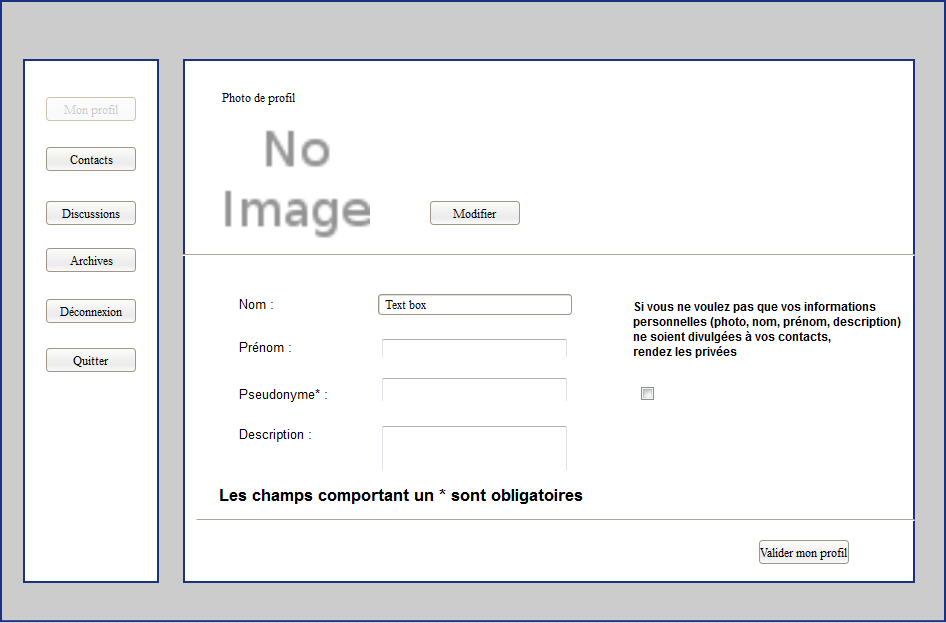 Mon profil
Contacts
Discussions
Archives
Déconnexion
Quitter
Photo de profil
No
Image
Modifier
Nom :
Text box
Prénom :
Pseudonyme* :
Description :
Si vous ne voulez pas que vos informations
personnelles (photo, nom, prénom, description)
ne soient divulgées à vos contacts,
rendez les privées
Les champs comportant un * sont obligatoires
Valider mon profil